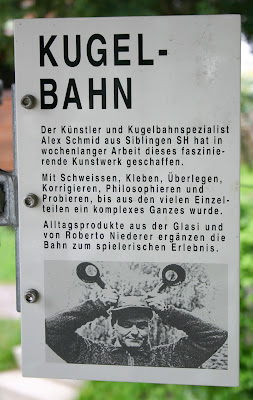 KUGEL-
BAHN
Der Künstler und Kugelbahnspezialist
Alex Schmid aus Siblingen SH hat in
wochenlanger Arbeit dieses faszinie-
rende Kunstwerk geschaffen.
Mit Schweissen, Kleben, Überlegen,
Korrigieren, Philosophieren und
Probieren, bis aus den vielen Einzel-
teilen ein komplexes Ganzes wurde.
Alltagsprodukte aus der Glasi und
von Roberto Niederer ergänzen die
Bahn zum spielerischen Erlebnis.